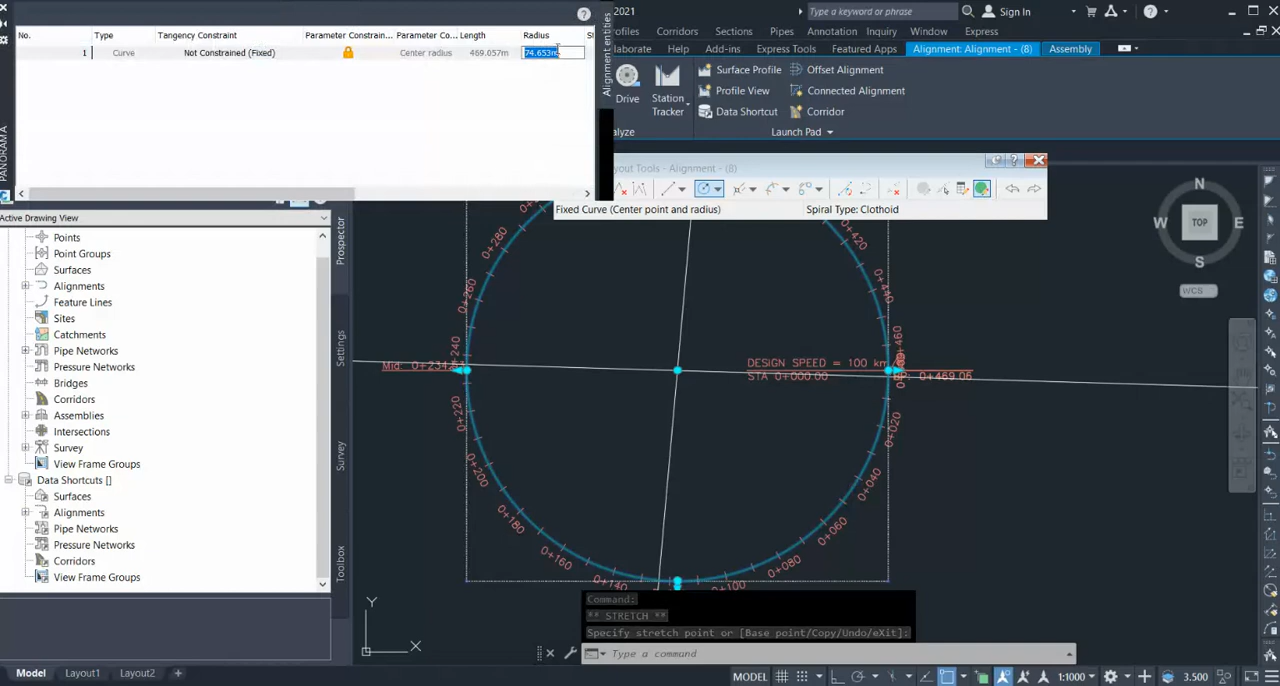 2021
Type a keyword or phrase
Sign In
No.
Type
Tangency Constraint
Parameter Constrain...
Parameter Co...
Length
Radius
1
Curve
Not Constrained (Fixed)
Center radius
469.057m
74.653m
Alignment entities
PANORAMA
Profiles
Corridors
Sections
Pipes
Annotation
Inquiry
Window
Help
Express
laborate
Add-ins
Express Tools
Featured Apps
Alignment: Alignment - (8)
Assembly
Drive
Station
Tracker
Surface Profile
Profile View
Data Shortcut
Offset Alignment
Connected Alignment
Corridor
lyze
Launch Pad
yout Tools - Alignment - (8)
Fixed Curve (Center point and radius)
Spiral Type: Clothoid
Active Drawing View
Points
Point Groups
Surfaces
Alignments
Feature Lines
Sites
Catchments
Pipe Networks
Pressure Networks
Bridges
Corridors
Assemblies
Intersections
Survey
View Frame Groups
Data Shortcuts []
Surfaces
Alignments
Pipe Networks
Pressure Networks
Corridors
View Frame Groups
Prospector
Settings
Survey
Toolbox
0+280
0+260
0+240
0+220
0+200
0+180
0+160
0+140
0+100
0+080
0+060
0+040
0+020
0+460
0+440
0+420
DESIGN SPEED = 100 km
STA 0+000.00
0+469.06
N
W
TOP
E
S
WCS
Y
X
Command:
** STRETCH **
Specify stretch point or [Base point/Copy/Undo/eXit]:
Type a command
Model
Layout1
Layout2
+
MODEL
1:1000
3.500